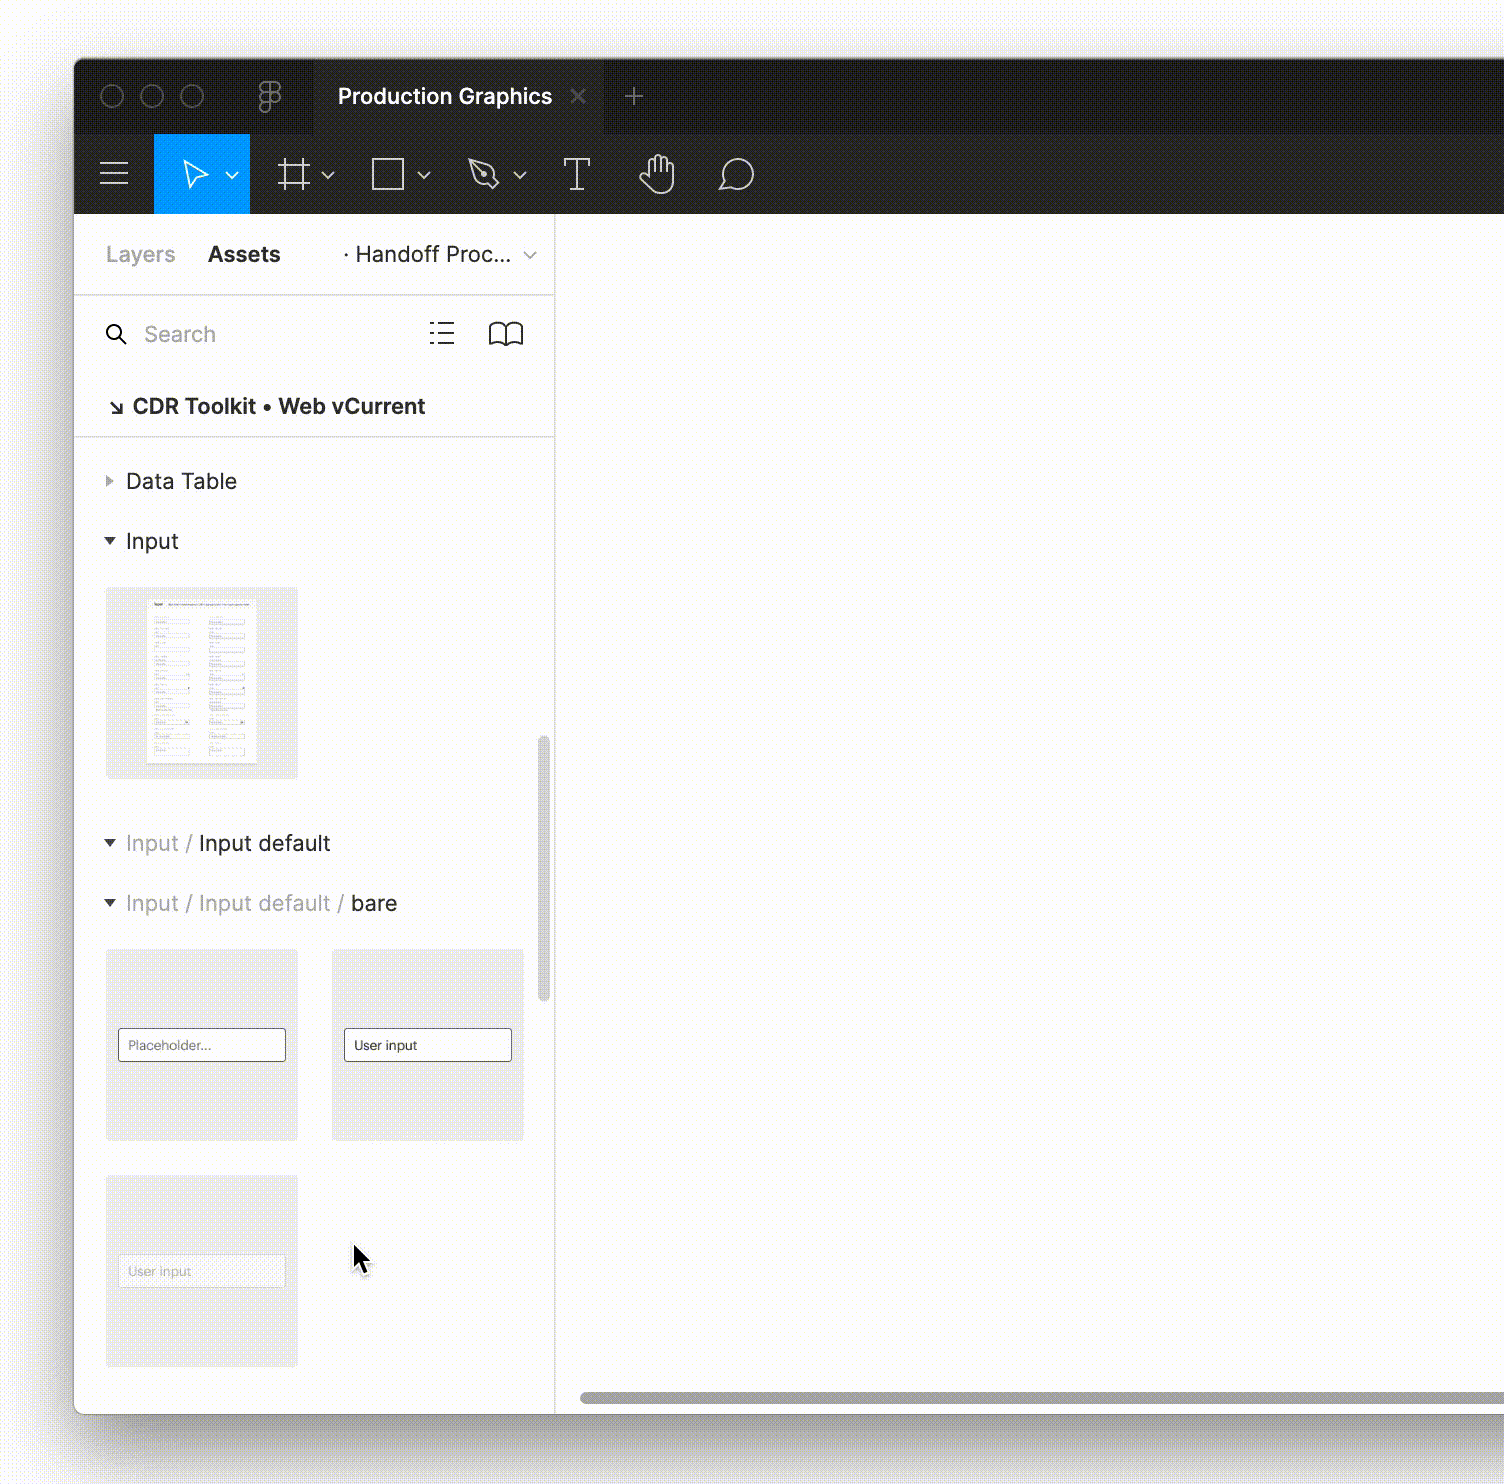 Production Graphics
Layers Assets · Handoff Proc...
Search
CDR Toolkit • Web vCurrent
Data Table
Input
Input / Input default
Input / Input default / bare
Placeholder... User input
User input